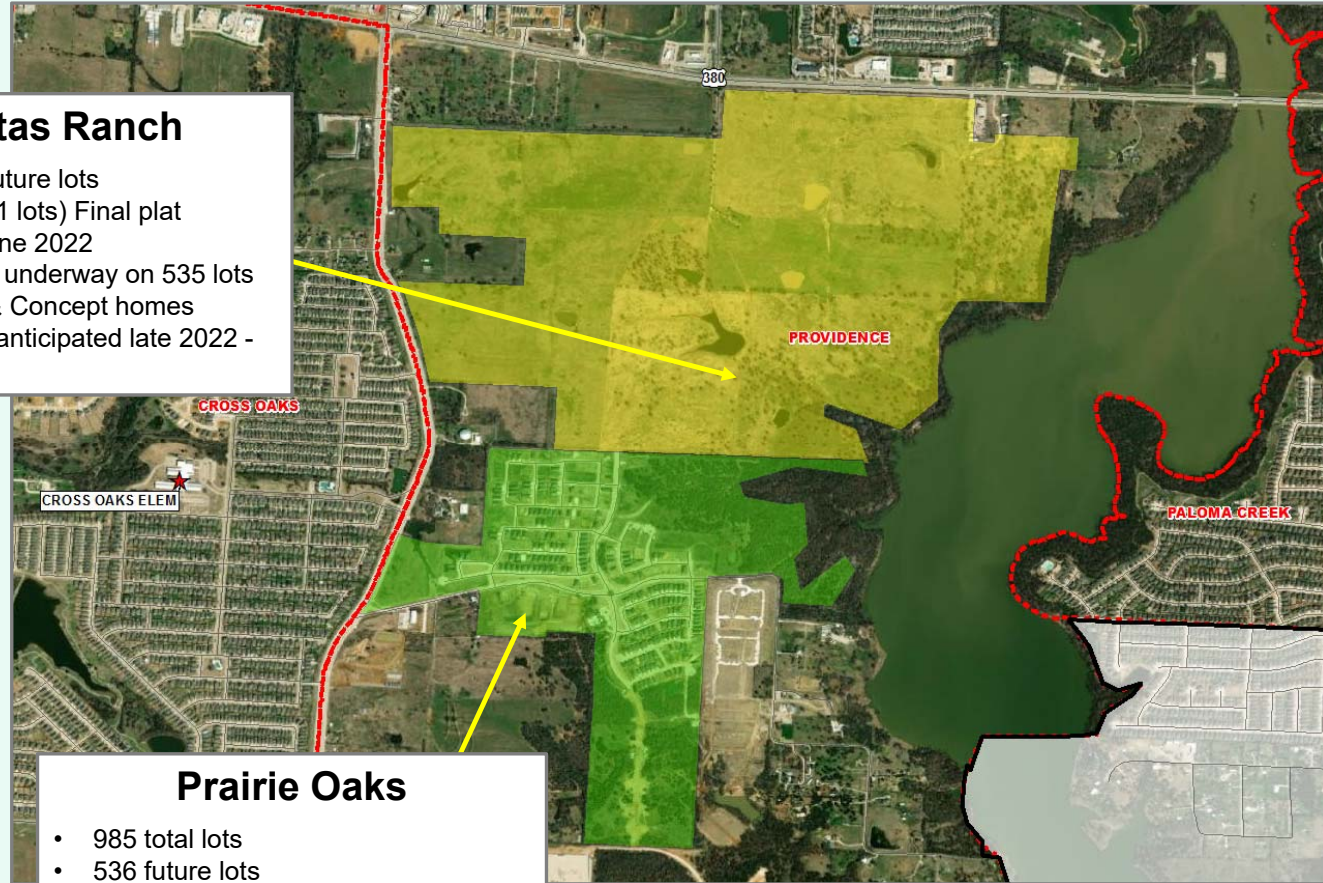 tas Ranch
uture lots
1 lots) Final plat
ne 2022
underway on 535 lots
Concept homes
anticipated late 2022 -
380
PROVIDENCE
CROSS OAKS
CROSS OAKS ELEM
PALOMA CREEK
Prairie Oaks
• 985 total lots
• 536 future lots